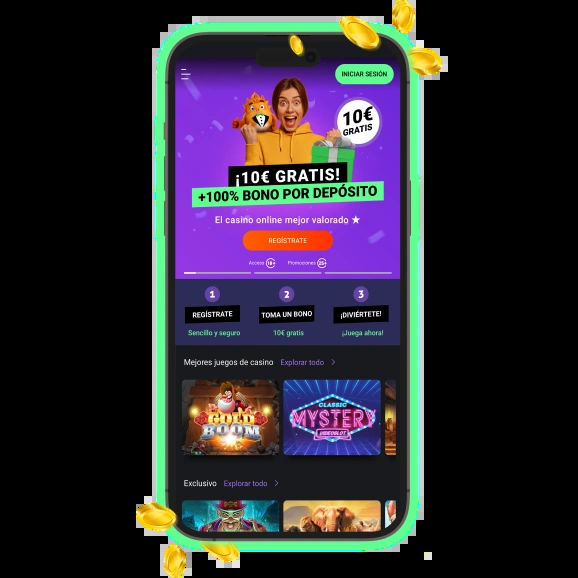 INICIAR SESIÓN
10€
GRATIS
¡10€ GRATIS!
+100% BONO POR DEPÓSITO
El casino online mejor valorado ★
REGÍSTRATE
Acceso 18+ Promociones 25+
1 2 3
REGÍSTRATE TOMA UN BONO ¡DIVIÉRTETE!
Sencillo y seguro 10€ gratis ¡Juega ahora!
Mejores juegos de casino Explorar todo >
GOLD
BOOM
CLASSIC
MYSTERY
VIDEOSLOT
Exclusivo Explorar todo >